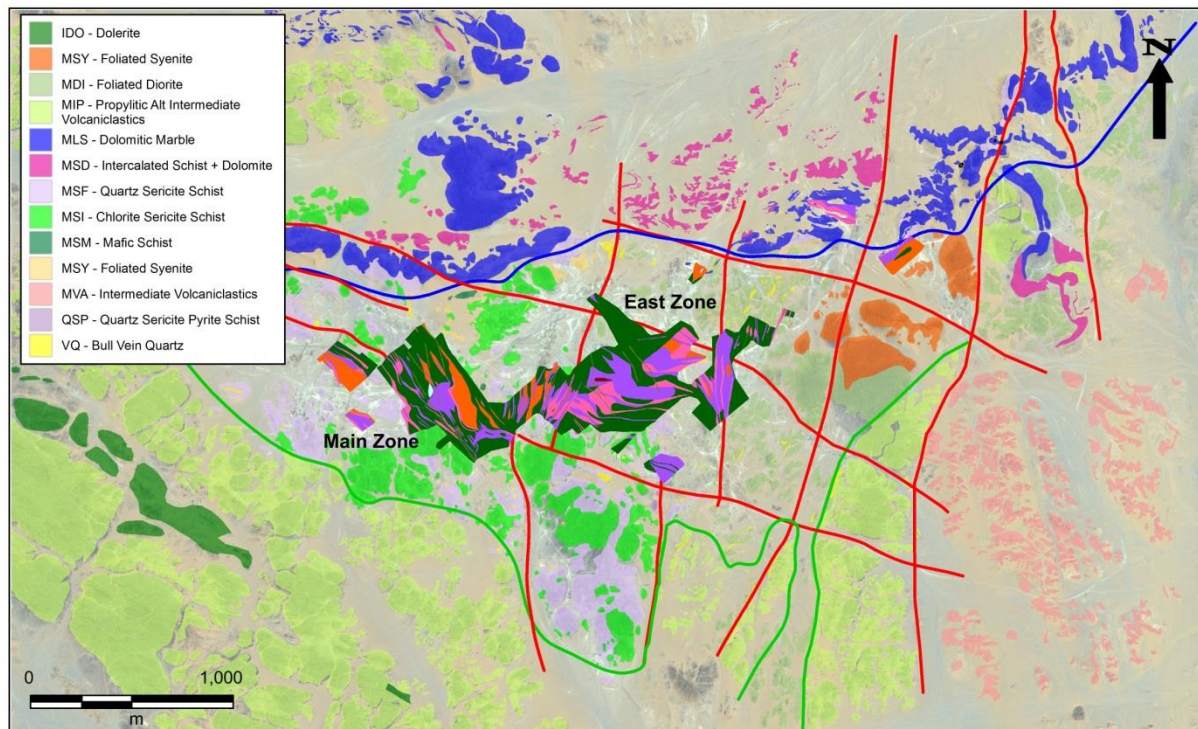 IDO - Dolerite
MSY - Foliated Syenite
MDI - Foliated Diorite
MIP - Propylitic Alt Intermediate
Volcaniclastics
MLS - Dolomitic Marble
MSD - Intercalated Schist + Dolomite
MSF - Quartz Sericite Schist
MSI - Chlorite Sericite Schist
MSM - Mafic Schist
MSY - Foliated Syenite
MVA - Intermediate Volcaniclastics
QSP - Quartz Sericite Pyrite Schist
VQ - Bull Vein Quartz
N
East Zone
Main Zone
0 1,000
m